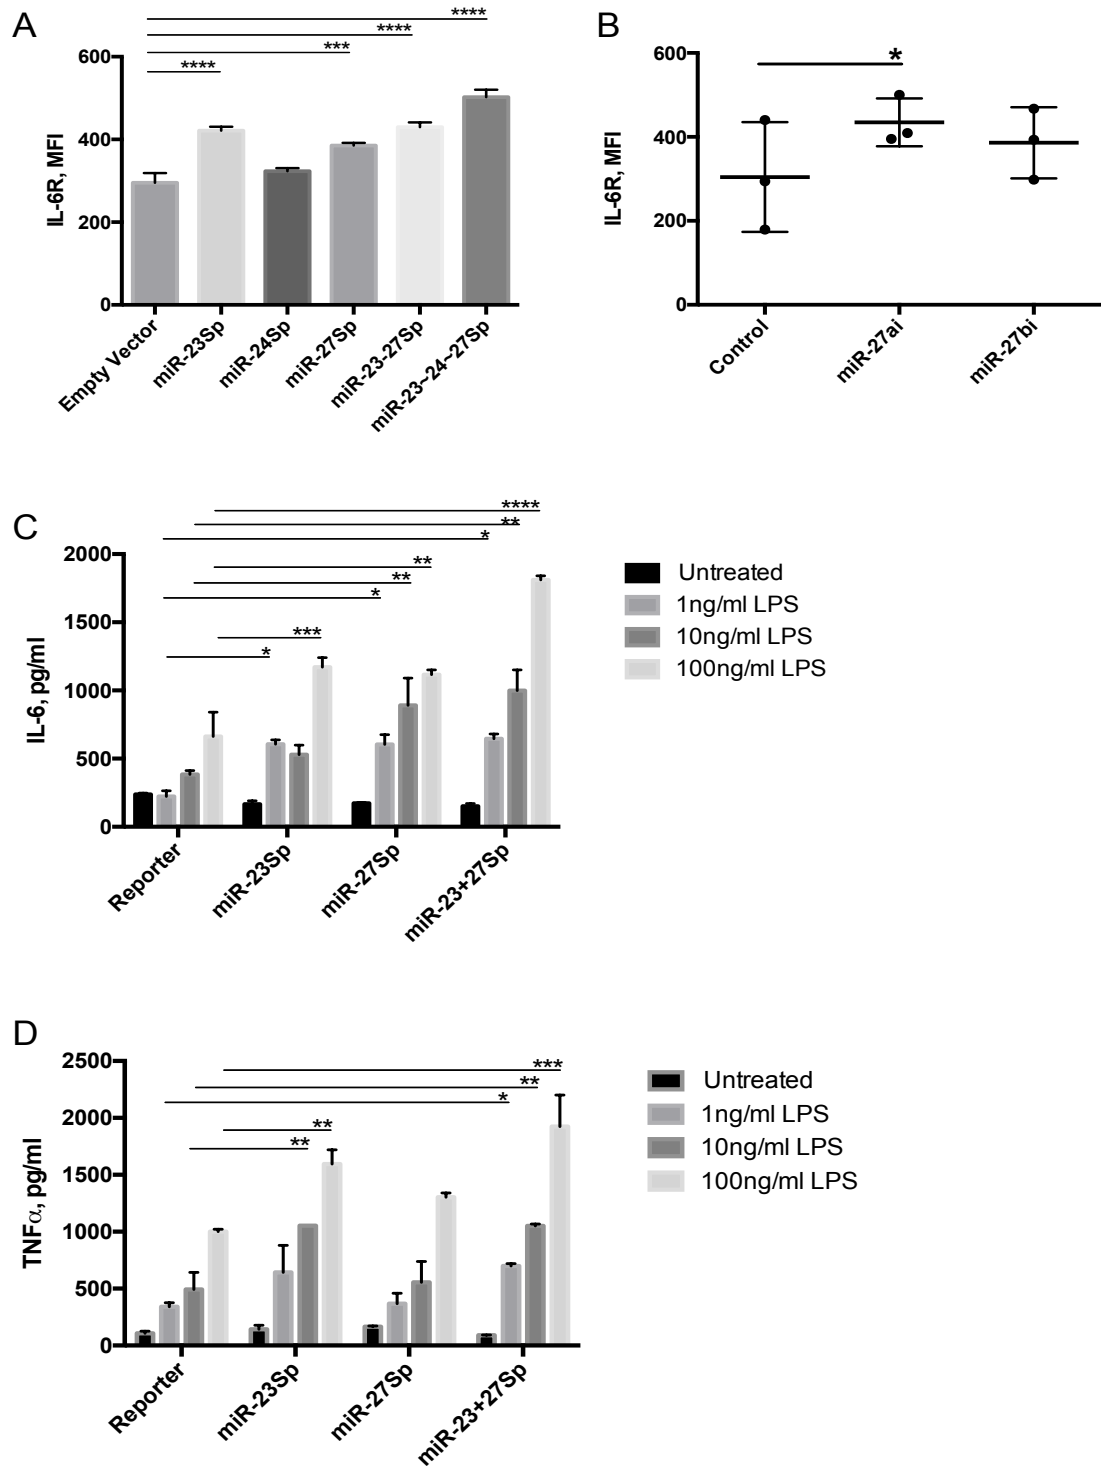 A
****
****
***
****
600
400
200
0
IL-6R, MFI
Empty Vector
miR-23Sp
miR-24Sp
miR-27Sp
miR-23-27Sp
miR-23~24~27Sp
B
*
600
400
200
0
IL-6R, MFI
Control
miR-27ai
miR-27bi
C
****
**
*
**
**
*
***
*
2000
1500
1000
500
0
IL-6, pg/ml
Reporter
miR-23Sp
miR-27Sp
miR-23+27Sp
Untreated
1ng/ml LPS
10ng/ml LPS
100ng/ml LPS
D
***
**
*
**
**
2500
2000
1500
1000
500
0
TNFα, pg/ml
Reporter
miR-23Sp
miR-27Sp
miR-23+27Sp
Untreated
1ng/ml LPS
10ng/ml LPS
100ng/ml LPS